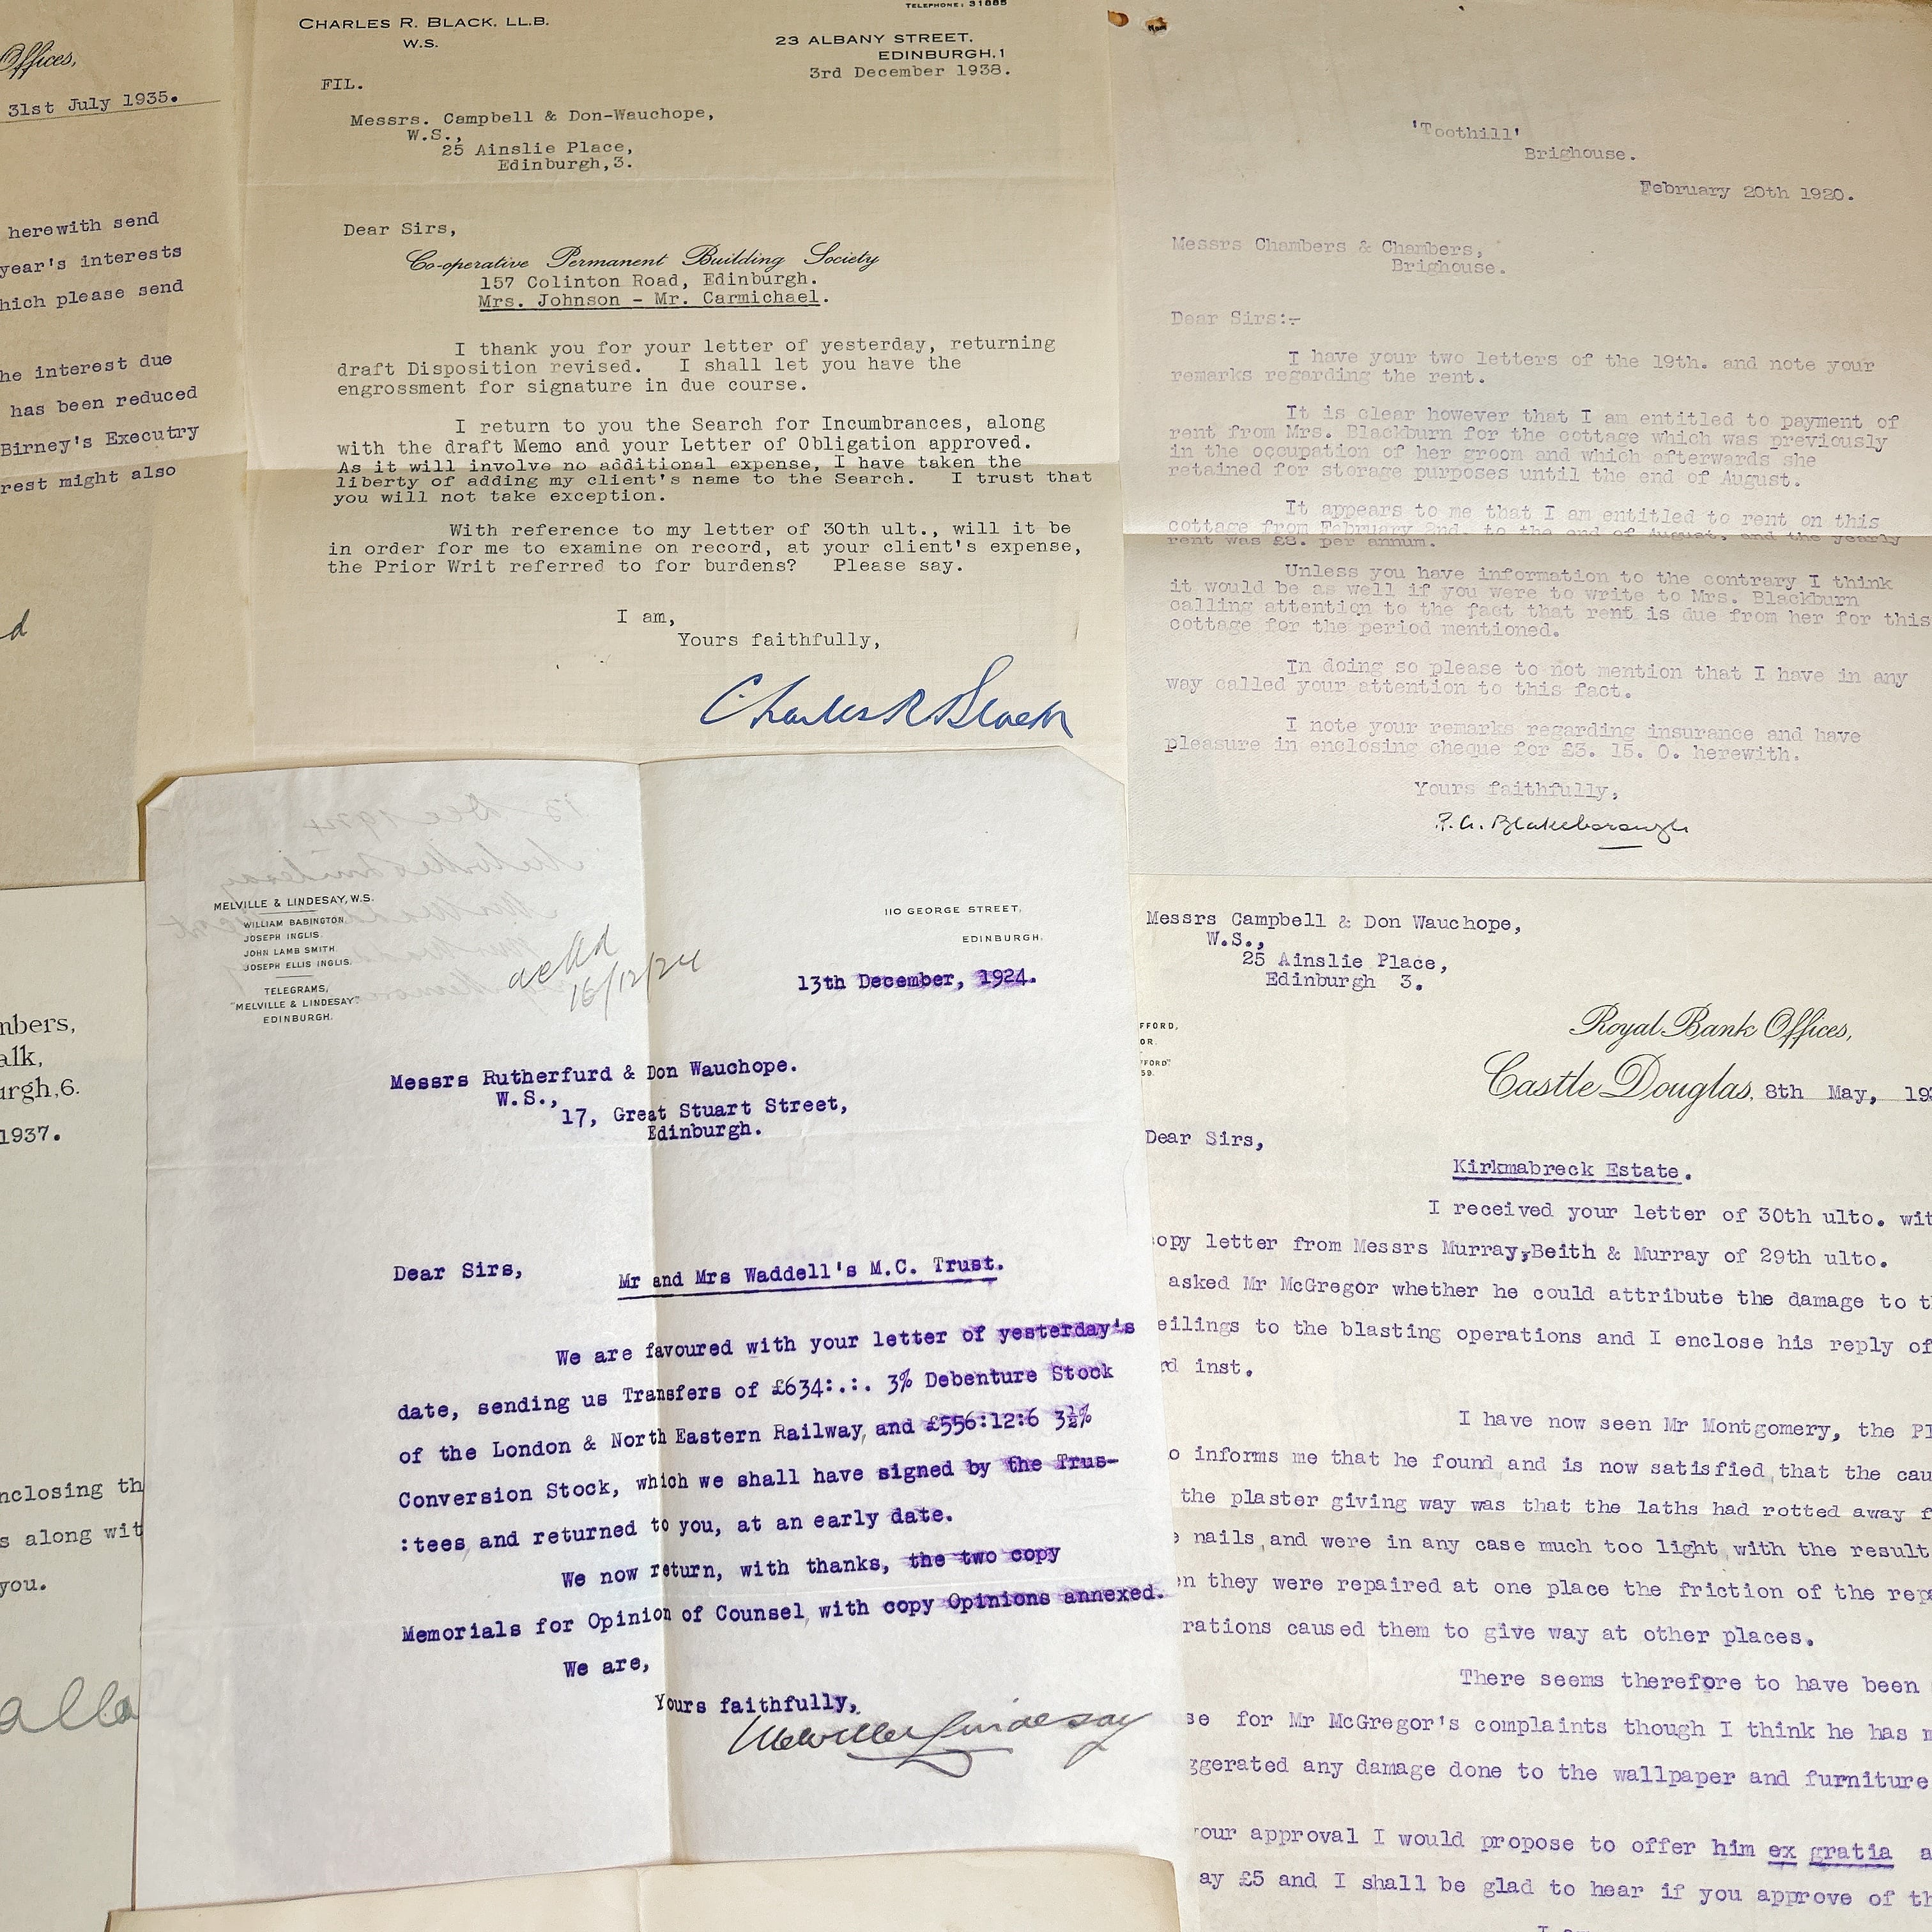 Offices,
31st July 1935.
herewith send
year's interests
which please send
he interest due
has been reduced
Birney's Executry
rest might also
CHARLES R. BLACK, LL.B.
W.S.
TELEPHONE: 31885
23 ALBANY STREET,
EDINBURGH,1
3rd December 1938.
FIL.
Messrs. Campbell & Don-Wauchope,
W.S.,
25 Ainslie Place,
Edinburgh,3.
Dear Sirs,
Co-operative Permanent Building Society
157 Colinton Road, Edinburgh.
Mrs. Johnson - Mr. Carmichael.
I thank you for your letter of yesterday, returning
draft Disposition revised. I shall let you have the
engrossment for signature in due course.
I return to you the Search for Incumbrances, along
with the draft Memo and your Letter of Obligation approved.
As it will involve no additional expense, I have taken the
liberty of adding my client's name to the Search. I trust that
you will not take exception.
With reference to my letter of 30th ult., will it be
in order for me to examine on record, at your client's expense,
the Prior Writ referred to for burdens? Please say.
I am,
Yours faithfully,
Charles R Black
'Toothill'
Brighouse.
February 20th 1920.
Messrs Chambers & Chambers,
Brighouse.
Dear Sirs:-
I have your two letters of the 19th. and note your
remarks regarding the rent.
It is clear however that I am entitled to payment of
rent from Mrs. Blackburn for the cottage which was previously
in the occupation of her groom and which afterwards she
retained for storage purposes until the end of August.
It appears to me that I am entitled to rent on this
cottage from February 2nd. to the end of August. and the yearly
rent was £8. per annum.
Unless you have information to the contrary I think
it would be as well if you were to write to Mrs. Blackburn
calling attention to the fact that rent is due from her for this
cottage for the period mentioned.
In doing so please to not mention that I have in any
way called your attention to this fact.
I note your remarks regarding insurance and have
pleasure in enclosing cheque for £3. 15. 0. herewith.
Yours faithfully,
R. A. Blakeborough
mbers,
alk,
urgh,6.
1937.
nclosing th
s along wit
you.
MELVILLE & LINDESAY, W.S.
WILLIAM BABINGTON.
JOSEPH INGLIS.
JOHN LAMB SMITH.
JOSEPH ELLIS INGLIS.
TELEGRAMS,
"MELVILLE & LINDESAY"
EDINBURGH.
ackd
16/12/24
110 GEORGE STREET,
EDINBURGH.
13th December, 1924.
Messrs Rutherfurd & Don Wauchope.
W.S.,
17, Great Stuart Street,
Edinburgh.
Dear Sirs,
Mr and Mrs Waddell's M.C. Trust.
We are favoured with your letter of yesterday's
date, sending us Transfers of £634:.:. 3% Debenture Stock
of the London & North Eastern Railway, and £556:12:6 3½%
Conversion Stock, which we shall have signed by the Trus-
:tees and returned to you, at an early date.
We now return, with thanks, the two copy
Memorials for Opinion of Counsel with copy Opinions annexed.
We are,
Yours faithfully,
Melville Lindesay
Messrs Campbell & Don Wauchope,
W.S.,
25 Ainslie Place,
Edinburgh 3.
FFORD,
OR.
FFORD"
59.
Royal Bank Offices,
Castle Douglas, 8th May, 19
Dear Sirs,
Kirkmabreck Estate.
I received your letter of 30th ulto. wit
copy letter from Messrs Murray, Beith & Murray of 29th ulto.
asked Mr McGregor whether he could attribute the damage to th
eilings to the blasting operations and I enclose his reply of
rd inst.
I have now seen Mr Montgomery, the Pl
o informs me that he found and is now satisfied that the cau
the plaster giving way was that the laths had rotted away f
e nails and were in any case much too light with the result
en they were repaired at one place the friction of the rep
rations caused them to give way at other places.
There seems therefore to have been
se for Mr McGregor's complaints though I think he has m
ggerated any damage done to the wallpaper and furniture
your approval I would propose to offer him ex gratia a
ay £5 and I shall be glad to hear if you approve of th
I am